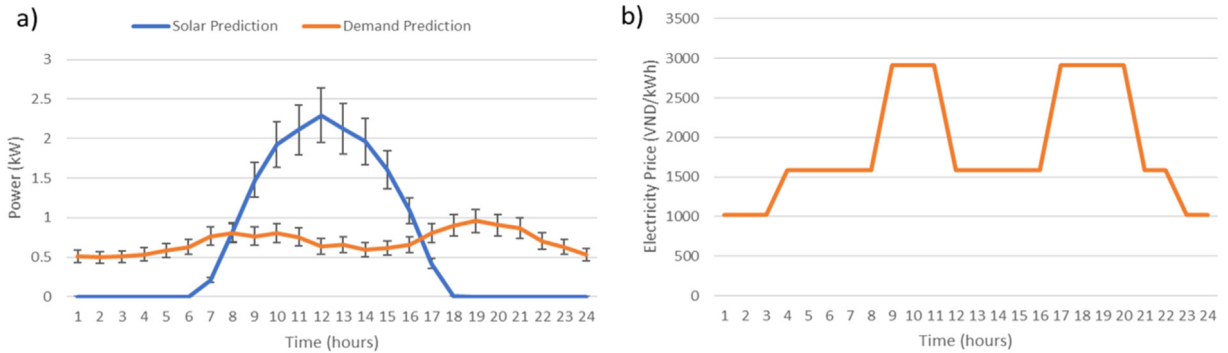 a)
Solar Prediction Demand Prediction
Power (kW)
3
2.5
2
1.5
1
0.5
0
1 2 3 4 5 6 7 8 9 10 11 12 13 14 15 16 17 18 19 20 21 22 23 24
Time (hours)
b)
Electricity Price (VND/kWh)
3500
3000
2500
2000
1500
1000
500
0
1 2 3 4 5 6 7 8 9 10 11 12 13 14 15 16 17 18 19 20 21 22 23 24
Time (hours)